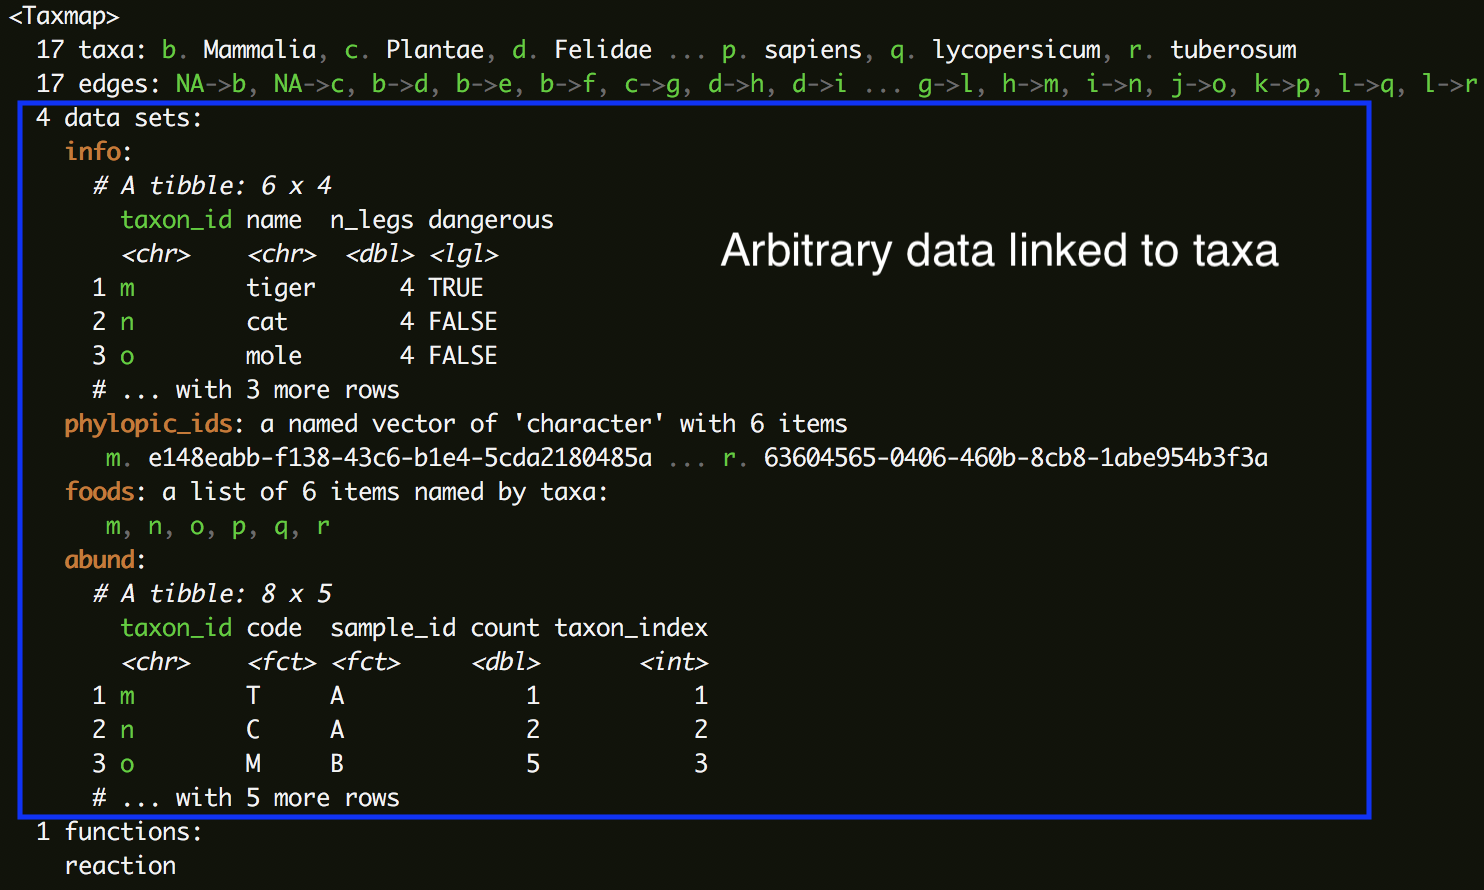 <Taxmap>
17 taxa: b. Mammalia, c. Plantae, d. Felidae ... p. sapiens, q. lycopersicum, r. tuberosum
17 edges: NA->b, NA->c, b->d, b->e, b->f, c->g, d->h, d->i ... g->l, h->m, i->n, j->o, k->p, l->q, l->r
4 data sets:
info:
# A tibble: 6 x 4
taxon_id name n_legs dangerous
<chr> <chr> <dbl> <lgl>
Arbitrary data linked to taxa
1 m tiger 4 TRUE
2 n cat 4 FALSE
3 o mole 4 FALSE
# ... with 3 more rows
phylopic_ids: a named vector of 'character' with 6 items
m. e148eabb-f138-43c6-b1e4-5cda2180485a ... r. 63604565-0406-460b-8cb8-1abe954b3f3a
foods: a list of 6 items named by taxa:
m, n, o, p, q, r
abund:
# A tibble: 8 x 5
taxon_id code sample_id count taxon_index
<chr> <fct> <fct> <dbl> <int>
1 m T A 1 1
2 n C A 2 2
3 o M B 5 3
# ... with 5 more rows
1 functions:
reaction